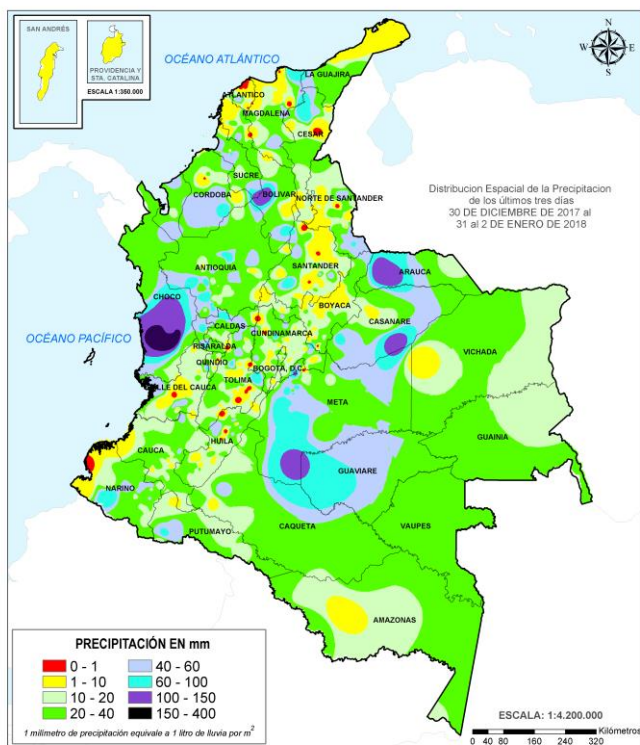 SAN ANDRÉS
PROVIDENCIA Y
STA. CATALINA
ESCALA 1:380.000
OCÉANO ATLÁNTICO
N
W E
S
LA GUAJIRA
ATLANTICO
MAGDALENA
CESAR
SUCRE
CORDOBA
BOLIVAR
NORTE DE SANTANDER
Distribucion Espacial de la Precipitacion
de los últimos tres días
30 DE DICIEMBRE DE 2017 al
31 al 2 DE ENERO DE 2018
ANTIOQUIA
SANTANDER
ARAUCA
CHOCO
BOYACA
OCÉANO PACÍFICO
CALDAS
CUNDINAMARCA
CASANARE
RISARALDA
VICHADA
QUINDIO
BOGOTA, D.C.
VALLE DEL CAUCA
TOLIMA
META
GUAINIA
HUILA
CAUCA
GUAVIARE
NARIÑO
CAQUETA
VAUPES
PUTUMAYO
AMAZONAS
PRECIPITACIÓN EN mm
0 - 1 40 - 60
1 - 10 60 - 100
10 - 20 100 - 150
20 - 40 150 - 400
1 milimetro de precipitación equivale a 1 litro de lluvia por m²
ESCALA: 1:4.200.000
Kilómetros
0 40 80 160 240 320